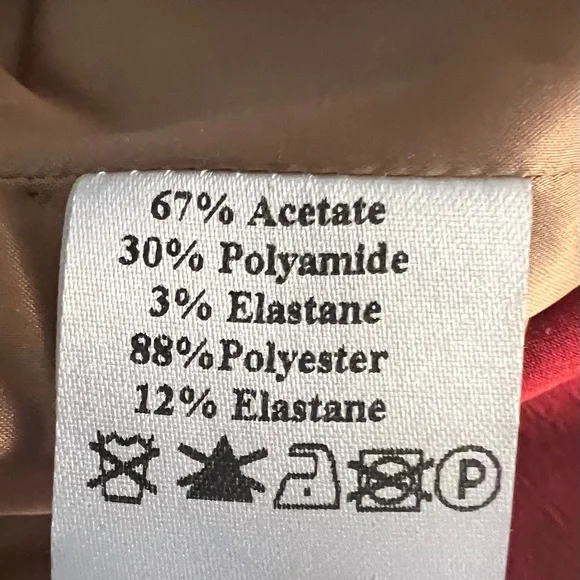 67% Acetate
30% Polyamide
3% Elastane
88%Polyester
12% Elastane
P